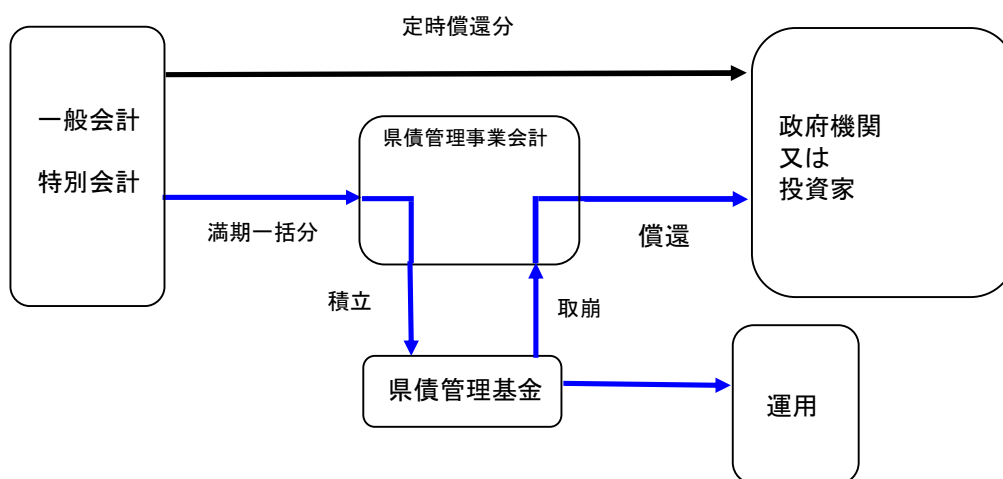 定時償還分
一般会計
特別会計
県債管理事業会計
政府機関
又は
投資家
満期一括分
償還
積立
取崩
県債管理基金
運用